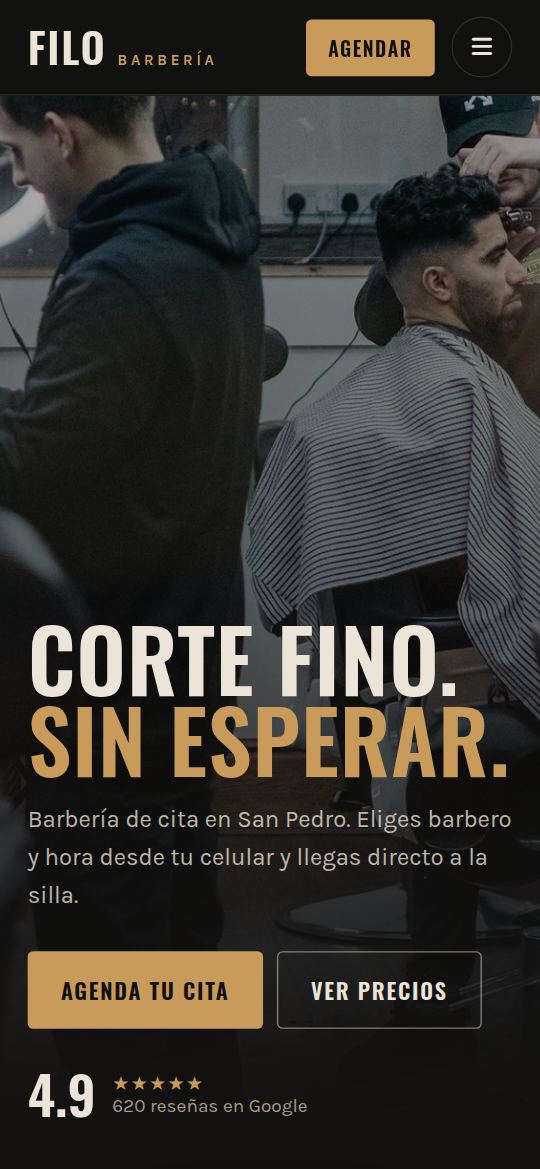 FILO BARBERÍA
AGENDAR
CORTE FINO.
SIN ESPERAR.
Barbería de cita en San Pedro. Eliges barbero
y hora desde tu celular y llegas directo a la
silla.
AGENDA TU CITA
VER PRECIOS
4.9 ★★★★★
620 reseñas en Google